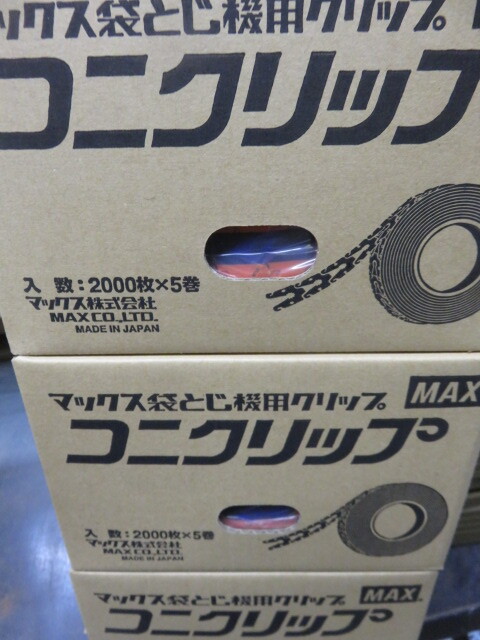 マックス袋とじ機用クリップ
コニクリップ
入 数：2000枚×5巻
マックス株式会社
MAX CO.,LTD.
MADE IN JAPAN
マックス袋とじ機用クリップ MAX
コニクリップ
入 数：2000枚×5巻
マックス株式会社
MAX CO.,LTD.
MADE IN JAPAN
マックス袋とじ機用クリップ MAX
コニクリップ